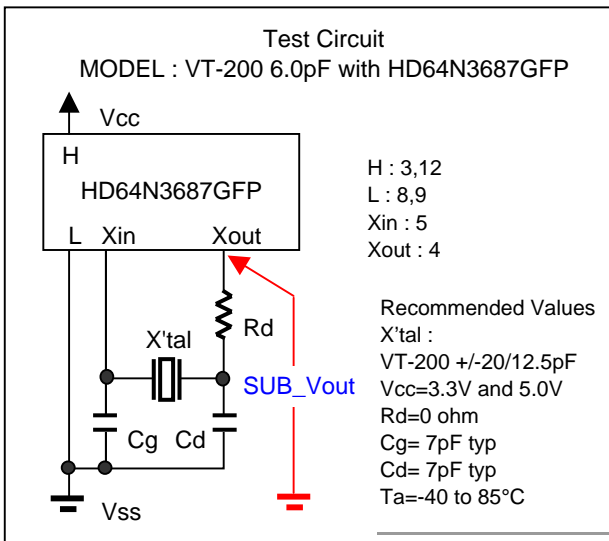 Test Circuit
MODEL : VT-200 6.0pF with HD64N3687GFP
Vcc
H
HD64N3687GFP
L Xin Xout
H : 3,12
L : 8,9
Xin : 5
Xout : 4
Rd
X'tal
SUB_Vout
Cg Cd
Vss
Recommended Values
X'tal :
VT-200 +/-20/12.5pF
Vcc=3.3V and 5.0V
Rd=0 ohm
Cg= 7pF typ
Cd= 7pF typ
Ta=-40 to 85°C